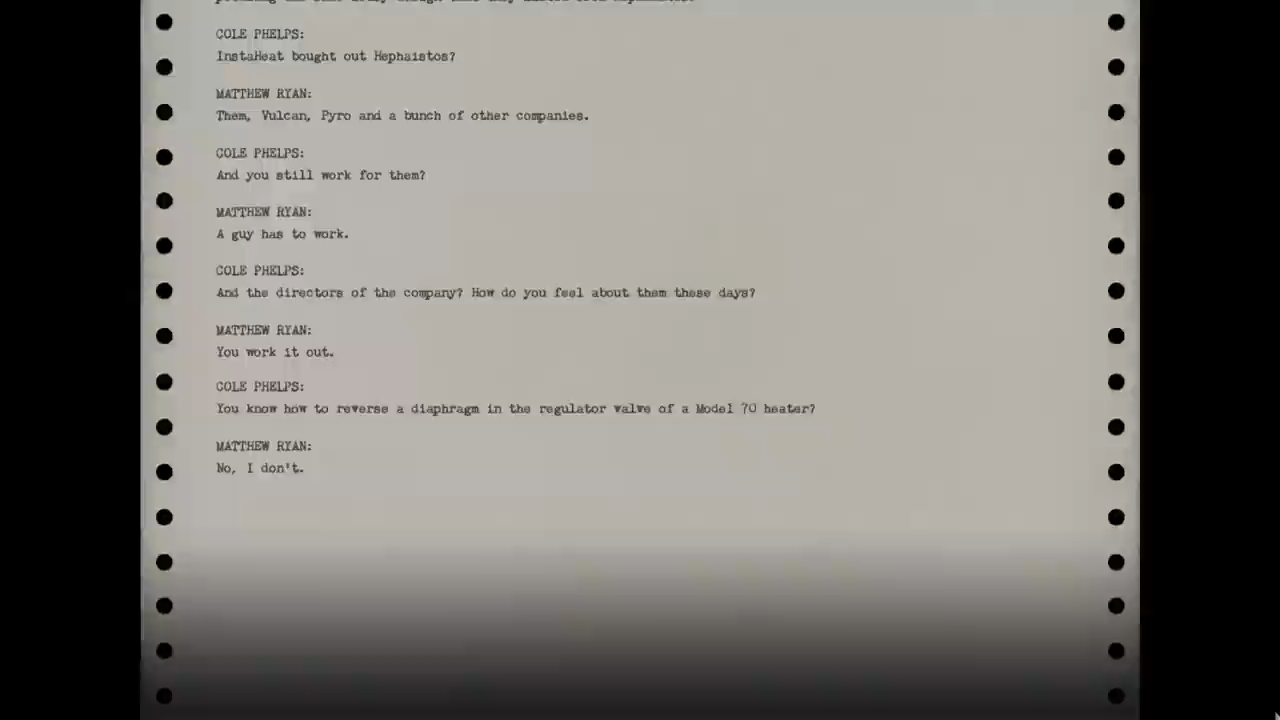 COLE PHELPS:
InstaHeat bought out Hephaistos?
MATTHEW RYAN:
Them, Vulcan, Pyro and a bunch of other companies.
COLE PHELPS:
And you still work for them?
MATTHEW RYAN:
A guy has to work.
COLE PHELPS:
And the directors of the company? How do you feel about them these days?
MATTHEW RYAN:
You work it out.
COLE PHELPS:
You know how to reverse a diaphragm in the regulator valve of a Model 70 heater?
MATTHEW RYAN:
No, I don't.